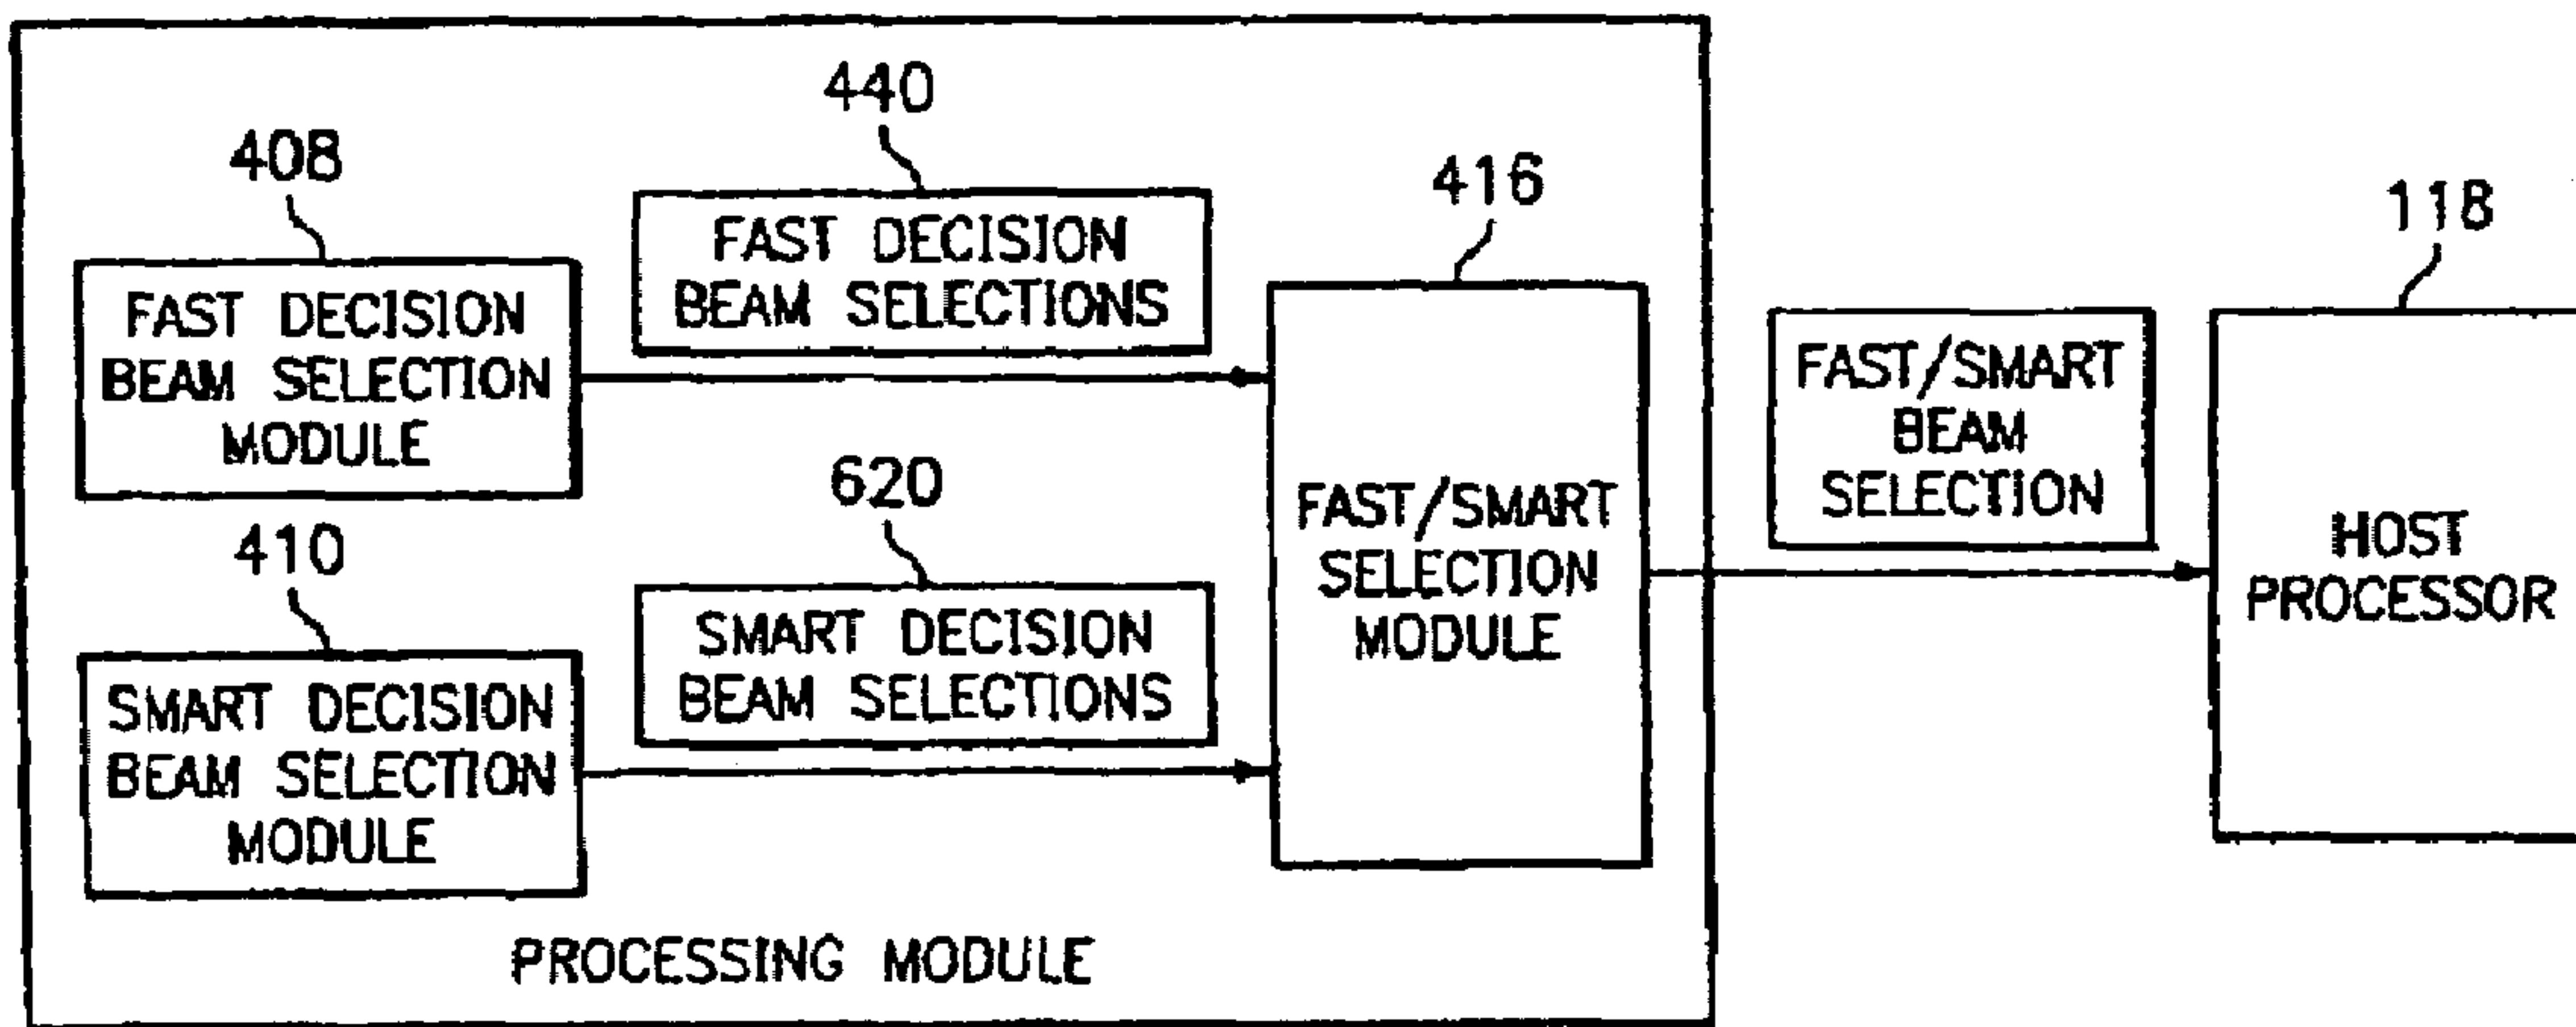 440
408
FAST DECISION
BEAM SELECTIONS
416
118
FAST DECISION
BEAM SELECTION
MODULE
FAST/SMART
BEAM
SELECTION
620
410
SMART DECISION
BEAM SELECTIONS
FAST/SMART
SELECTION
MODULE
HOST
PROCESSOR
SMART DECISION
BEAM SELECTION
MODULE
PROCESSING MODULE